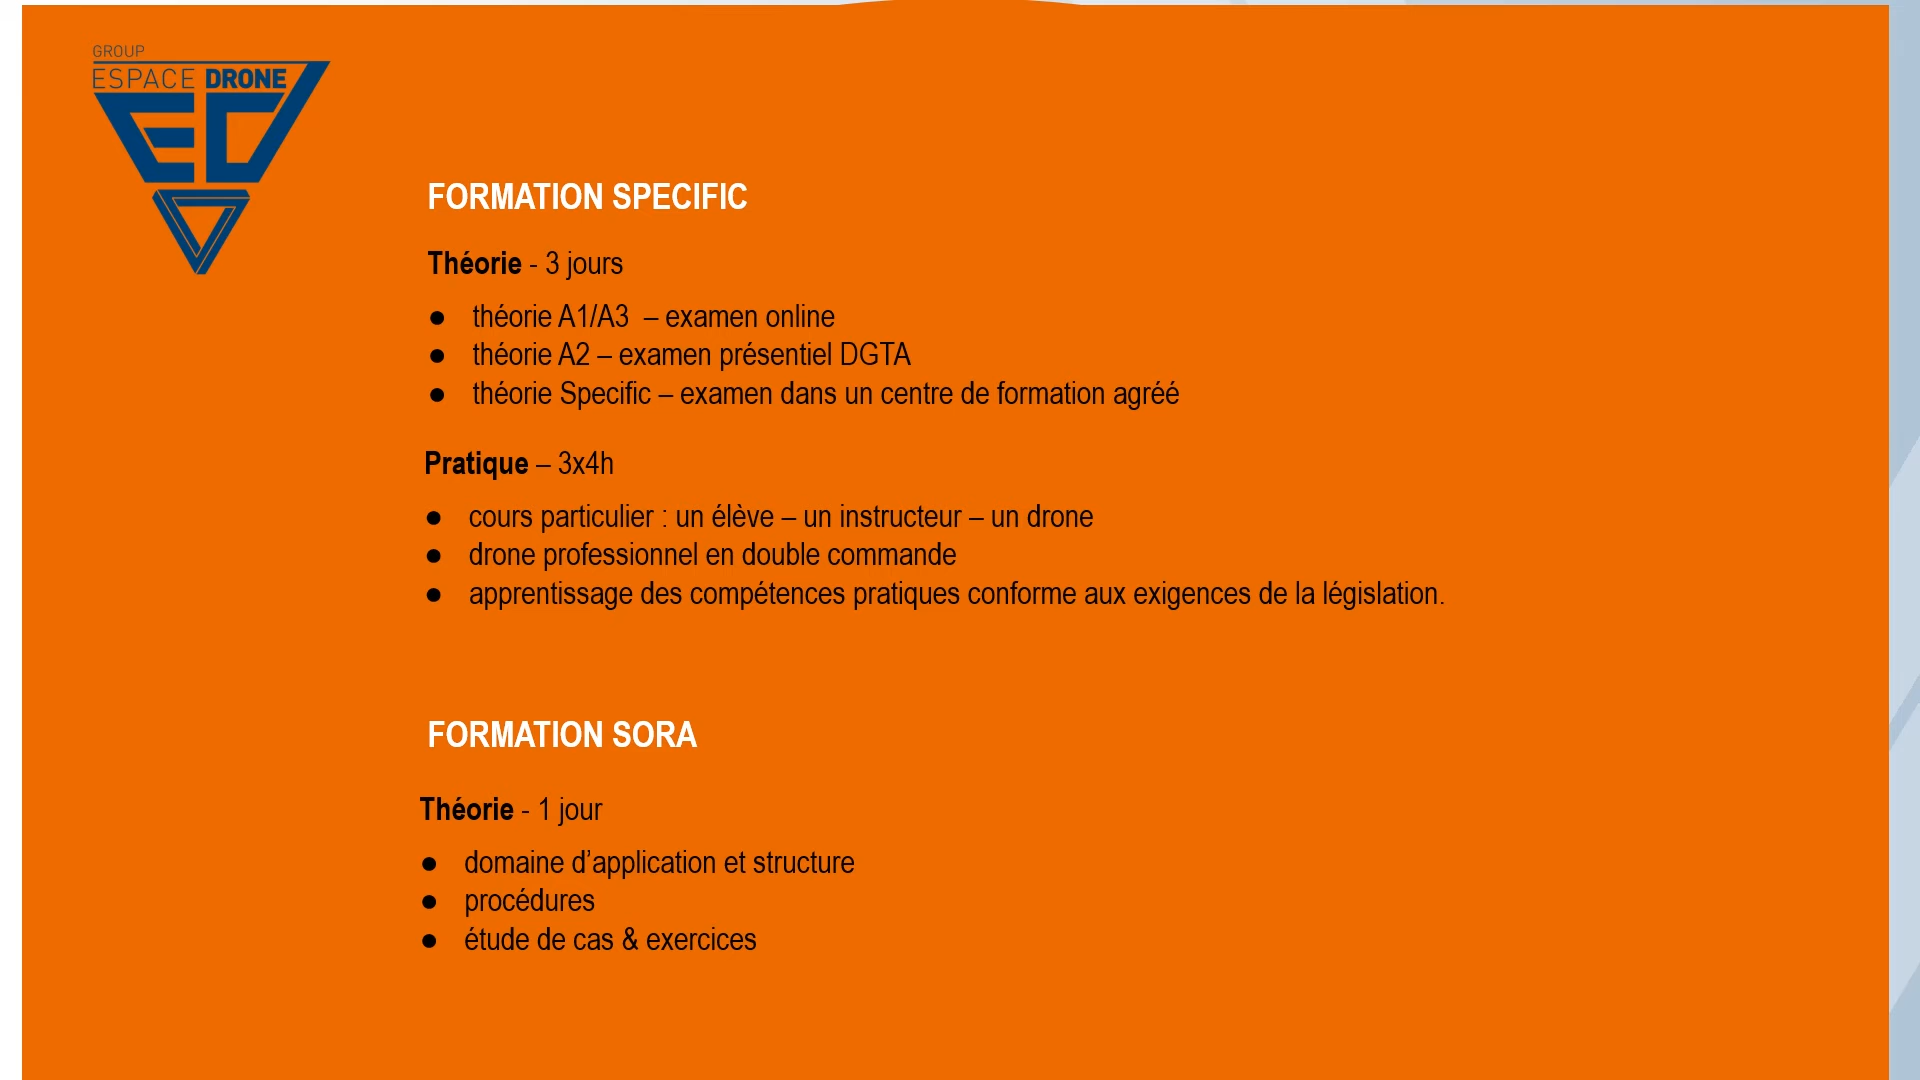 GROUP
ESPACE DRONE
FORMATION SPECIFIC
Théorie - 3 jours
● théorie A1/A3 – examen online
● théorie A2 – examen présentiel DGTA
● théorie Specific – examen dans un centre de formation agréé
Pratique – 3x4h
● cours particulier : un élève – un instructeur – un drone
● drone professionnel en double commande
● apprentissage des compétences pratiques conforme aux exigences de la législation.
FORMATION SORA
Théorie - 1 jour
● domaine d’application et structure
● procédures
● étude de cas & exercices